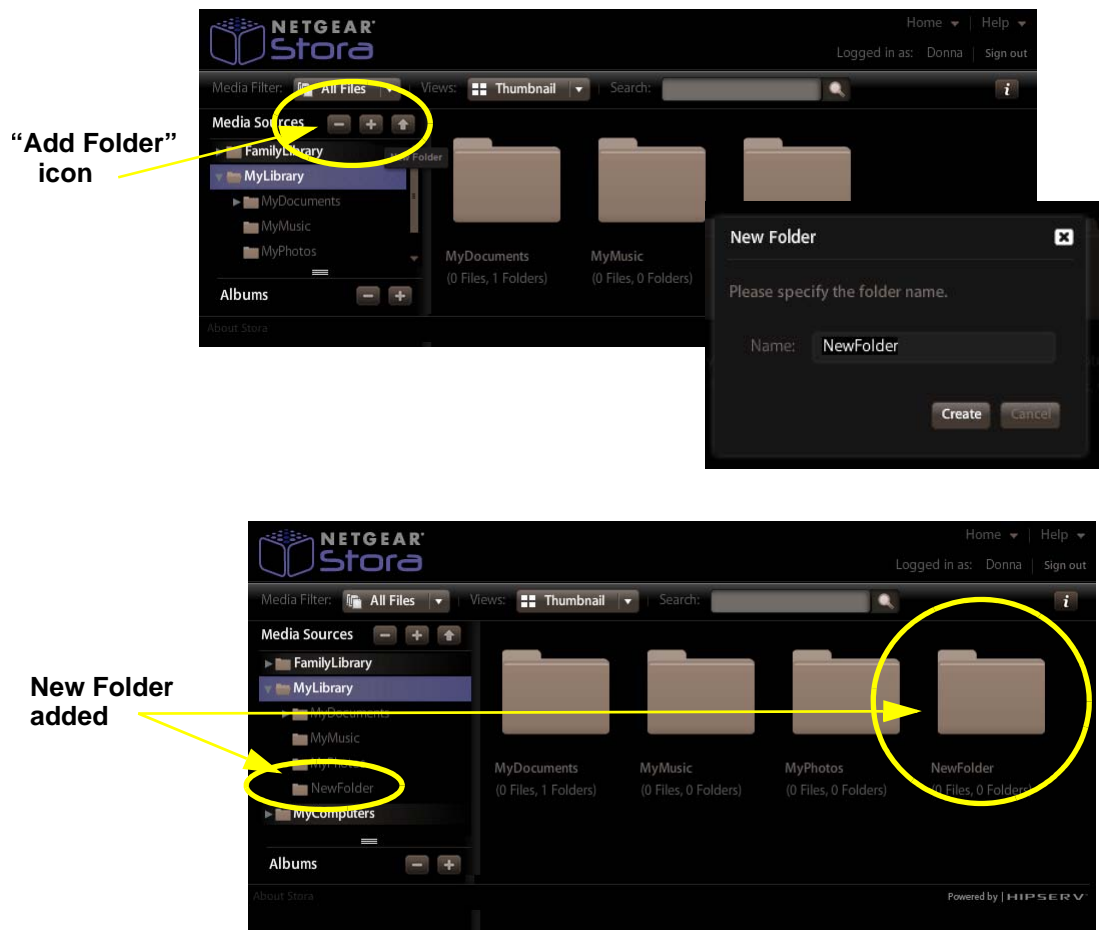 NETGEAR
Stora
Home | Help
Logged in as: Donna | Sign out
Media Filter: All Files | Views: Thumbnail | Search:
i
Media Sources
“Add Folder”
icon
New Folder
FamilyLibrary
MyLibrary
MyDocuments
MyMusic
MyPhotos
MyDocuments
(0 Files, 1 Folders)
MyMusic
(0 Files, 0 Folders)
Albums
About Stora
New Folder
Please specify the folder name.
Name: NewFolder
Create Cancel
NETGEAR
Stora
Home | Help
Logged in as: Donna | Sign out
Media Filter: All Files | Views: Thumbnail | Search:
i
Media Sources
New Folder
added
FamilyLibrary
MyLibrary
MyDocuments
MyMusic
MyPhotos
NewFolder
MyComputers
MyDocuments
(0 Files, 1 Folders)
MyMusic
(0 Files, 0 Folders)
MyPhotos
(0 Files, 0 Folders)
NewFolder
(0 Files, 0 Folders)
Albums
About Stora
Powered by | HIPSERV